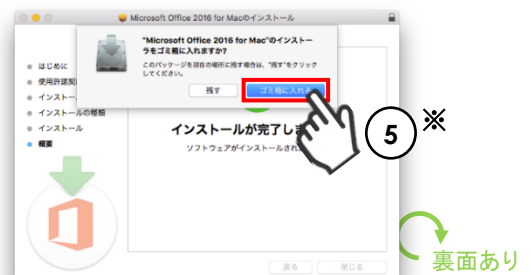 Microsoft Office 2016 for Macのインストール
"Microsoft Office 2016 for Mac"のインストー
ラをゴミ箱に入れますか?
このパッケージを現在の場所に残す場合は、"残す"をクリック
してください。
残す
ゴミ箱に入れる
はじめに
使用許諾契
インストー
インストールの種類
インストール
概要
インストールが完了しま
ソフトウェアがインストールされ
戻る
閉じる
5
※
裏面あり